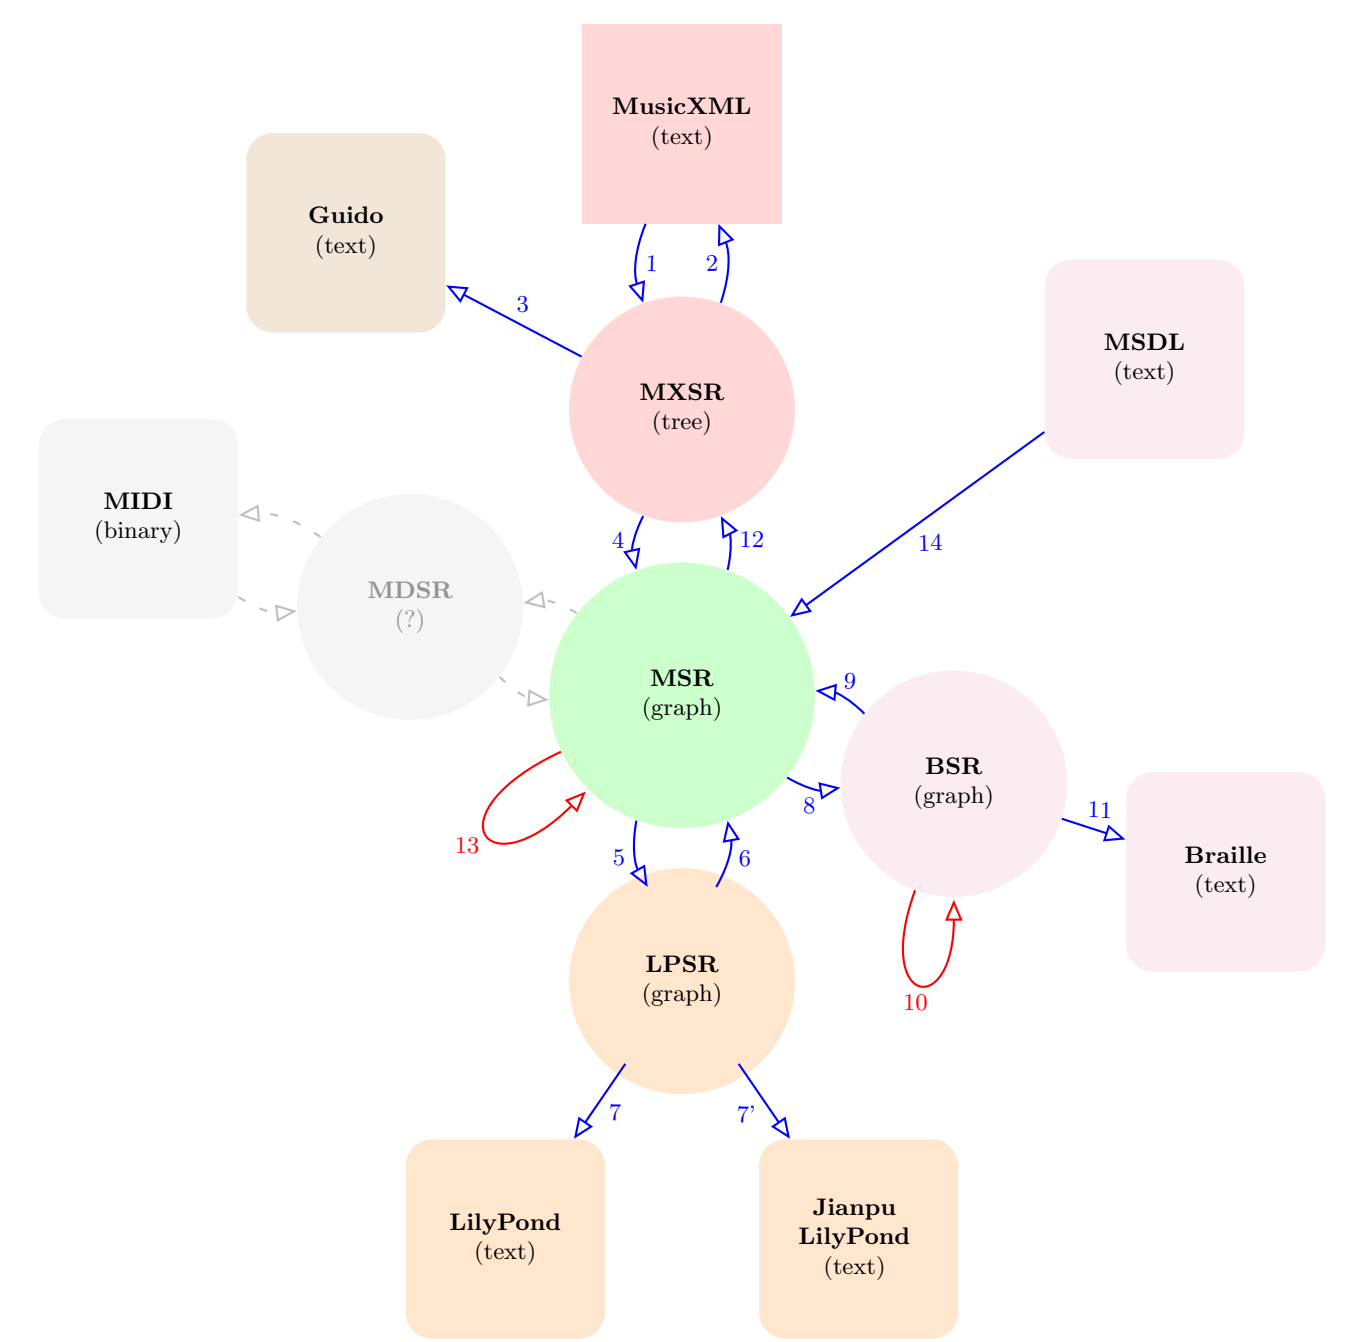 MusicXML
(text)
Guido
(text)
1
2
3
MSDL
(text)
MXSR
(tree)
MIDI
(binary)
4
12
14
MDSR
(?)
MSR
(graph)
9
BSR
(graph)
8
11
13
5
6
Braille
(text)
LPSR
(graph)
10
7
7'
LilyPond
(text)
Jianpu
LilyPond
(text)